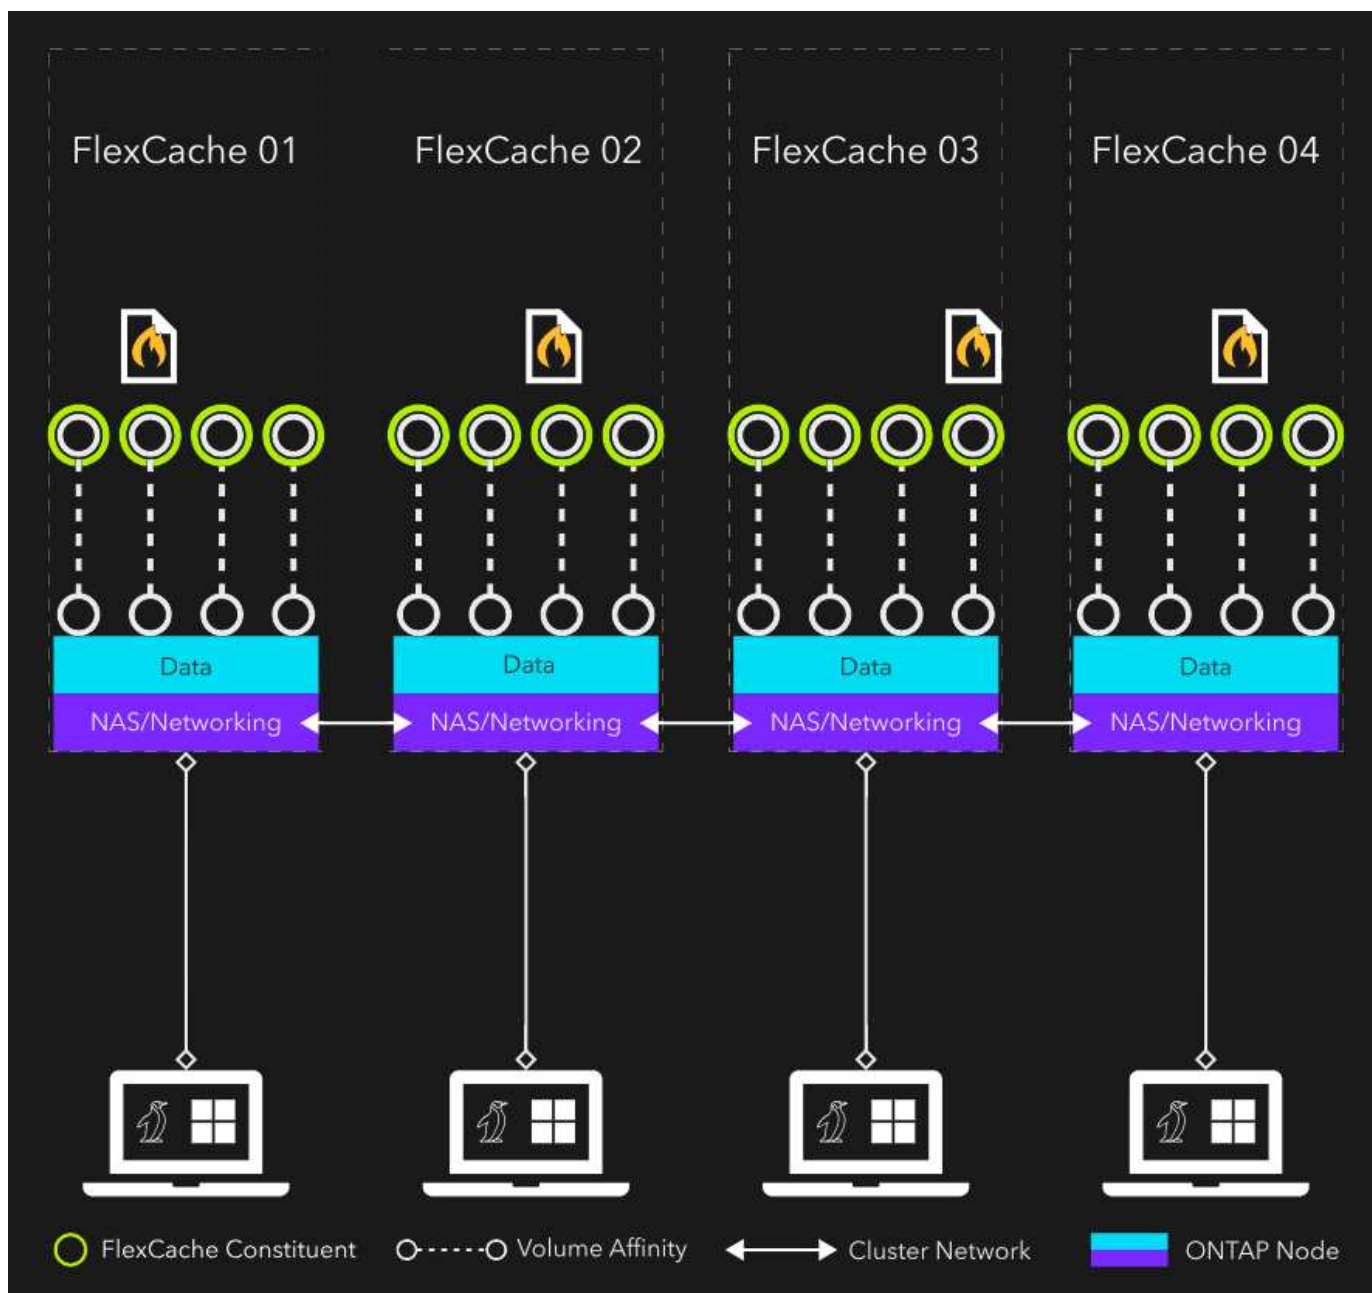 FlexCache 01
FlexCache 02
FlexCache 03
FlexCache 04
Data
Data
Data
Data
NAS/Networking
NAS/Networking
NAS/Networking
NAS/Networking
FlexCache Constituent
Volume Affinity
Cluster Network
ONTAP Node